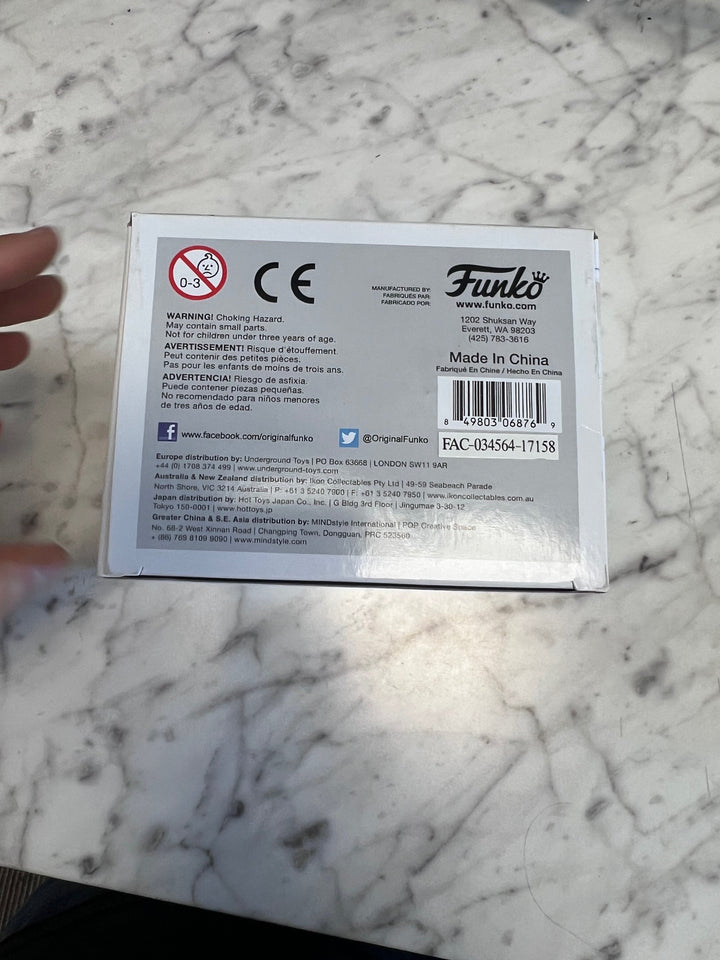 0-3
CE
MANUFACTURED BY:
FABRIQUÉS PAR:
FABRICADO POR:
Funko
www.funko.com
1202 Shuksan Way
Everett, WA 98203
(425) 783-3616
Made In China
Fabriqué En Chine / Hecho En China
8 49803 06876 9
FAC-034564-17158
WARNING! Choking Hazard.
May contain small parts.
Not for children under three years of age.
AVERTISSEMENT! Risque d'étouffement.
Peut contenir des petites pièces.
Pas pour les enfants de moins de trois ans.
ADVERTENCIA! Riesgo de asfixia.
Puede contener piezas pequeñas.
No recomendado para niños menores
de tres años de edad.
f www.facebook.com/originalfunko
@OriginalFunko
Europe distribution by: Underground Toys | PO Box 63668 | LONDON SW11 9AR
+44 (0) 1708 374 499 | www.underground-toys.com
Australia & New Zealand distribution by: Ikon Collectables Pty Ltd | 49-59 Seabeach Parade
North Shore, VIC 3214 Australia | P: +61 3 5240 7900 | F: +61 3 5240 7950 | www.ikoncollectables.com.au
Japan distribution by: Hot Toys Japan Co., Inc. | G Bldg 3rd Floor | Jingumae 3-30-12
Tokyo 150-0001 | www.hottoys.jp
Greater China & S.E. Asia distribution by: MINDstyle International | POP Creative Space
No. 68-2 West Xinnan Road | Changping Town, Dongguan, PRC 523560
+ (86) 769 8109 9090 | www.mindstyle.com